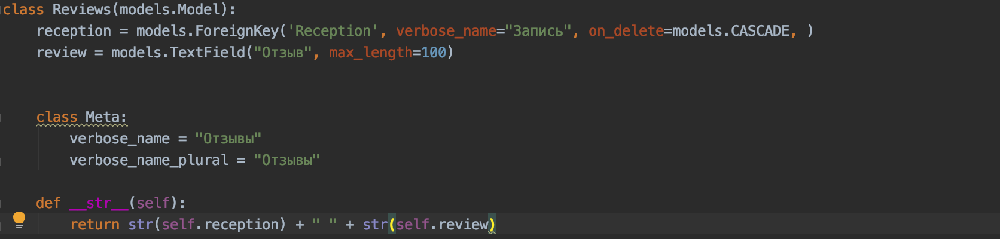 class Reviews(models.Model):
    reception = models.ForeignKey('Reception', verbose_name="Запись", on_delete=models.CASCADE, )
    review = models.TextField("Отзыв", max_length=100)
    class Meta:
        verbose_name = "Отзывы"
        verbose_name_plural = "Отзывы"
    def __str__(self):
        return str(self.reception) + " " + str(self.review)